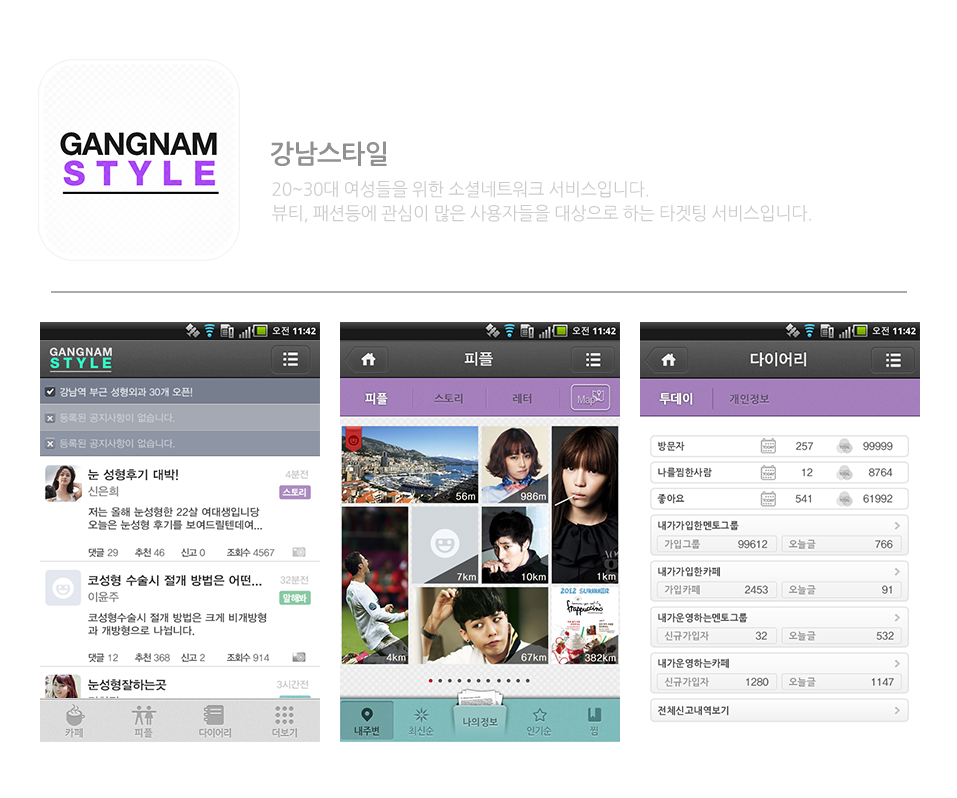 GANGNAM
STYLE
강남스타일
20~30대 여성들을 위한 소셜네트워크 서비스입니다.
뷰티, 패션등에 관심이 많은 사용자들을 대상으로 하는 타겟팅 서비스입니다.
오전 11:42
GANGNAM
STYLE
강남역 부근 성형외과 30개 오픈!
등록된 공지사항이 없습니다.
등록된 공지사항이 없습니다.
눈 성형후기 대박!
4분전
신은희
스토리
저는 올해 눈성형한 22살 여대생입니당
오늘은 눈성형 후기를 보여드릴텐데여...
댓글 29 추천 46 신고 0 조회수 4567
코성형 수술시 절개 방법은 어떤...
32분전
이윤주
말해봐
코성형수술시 절개 방법은 크게 비개방형
과 개방형으로 나뉩니다.
댓글 12 추천 368 신고 2 조회수 914
눈성형잘하는곳
3시간전
카페 피플 다이어리 더보기
오전 11:42
피플
피플 스토리 레터 Map
56m
986m
7km
10km
1km
4km
67km
2012 SUMMER
frappuccino
382km
내주변 최신순 나의정보 인기순 찜
오전 11:42
다이어리
투데이 개인정보
방문자 TODAY 257 TOTAL 99999
나를찜한사람 TODAY 12 TOTAL 8764
좋아요 TODAY 541 TOTAL 61992
내가가입한멘토그룹
가입그룹 99612 오늘글 766
내가가입한카페
가입카페 2453 오늘글 91
내가운영하는멘토그룹
신규가입자 32 오늘글 532
내가운영하는카페
신규가입자 1280 오늘글 1147
전체신고내역보기